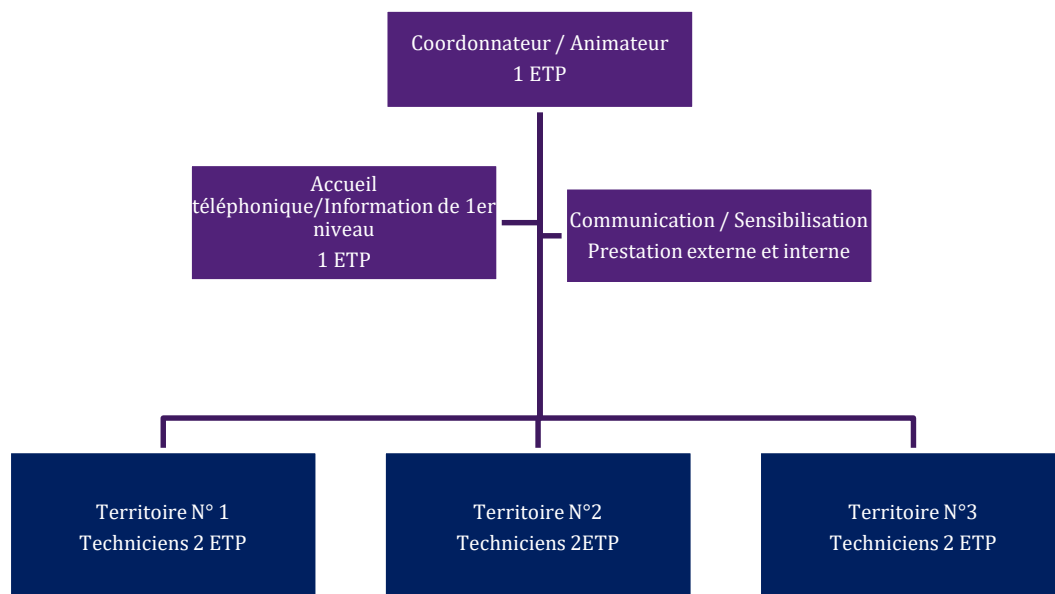 Coordonnateur / Animateur
1 ETP
Accueil
téléphonique/Information de 1er
niveau
1 ETP
Communication / Sensibilisation
Prestation externe et interne
Territoire N° 1
Techniciens 2 ETP
Territoire N°2
Techniciens 2ETP
Territoire N°3
Techniciens 2 ETP